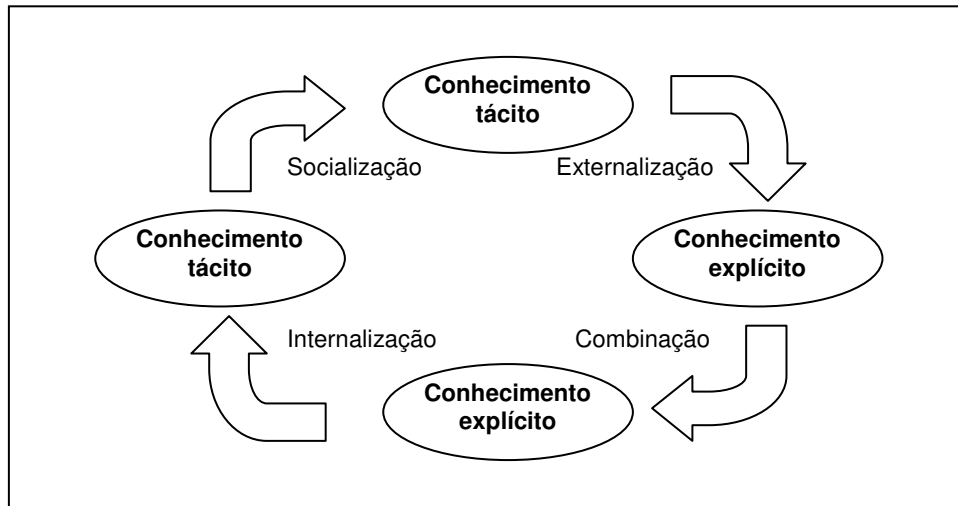 Conhecimento
tácito
Socialização
Externalização
Conhecimento
tácito
Conhecimento
explícito
Internalização
Combinação
Conhecimento
explícito